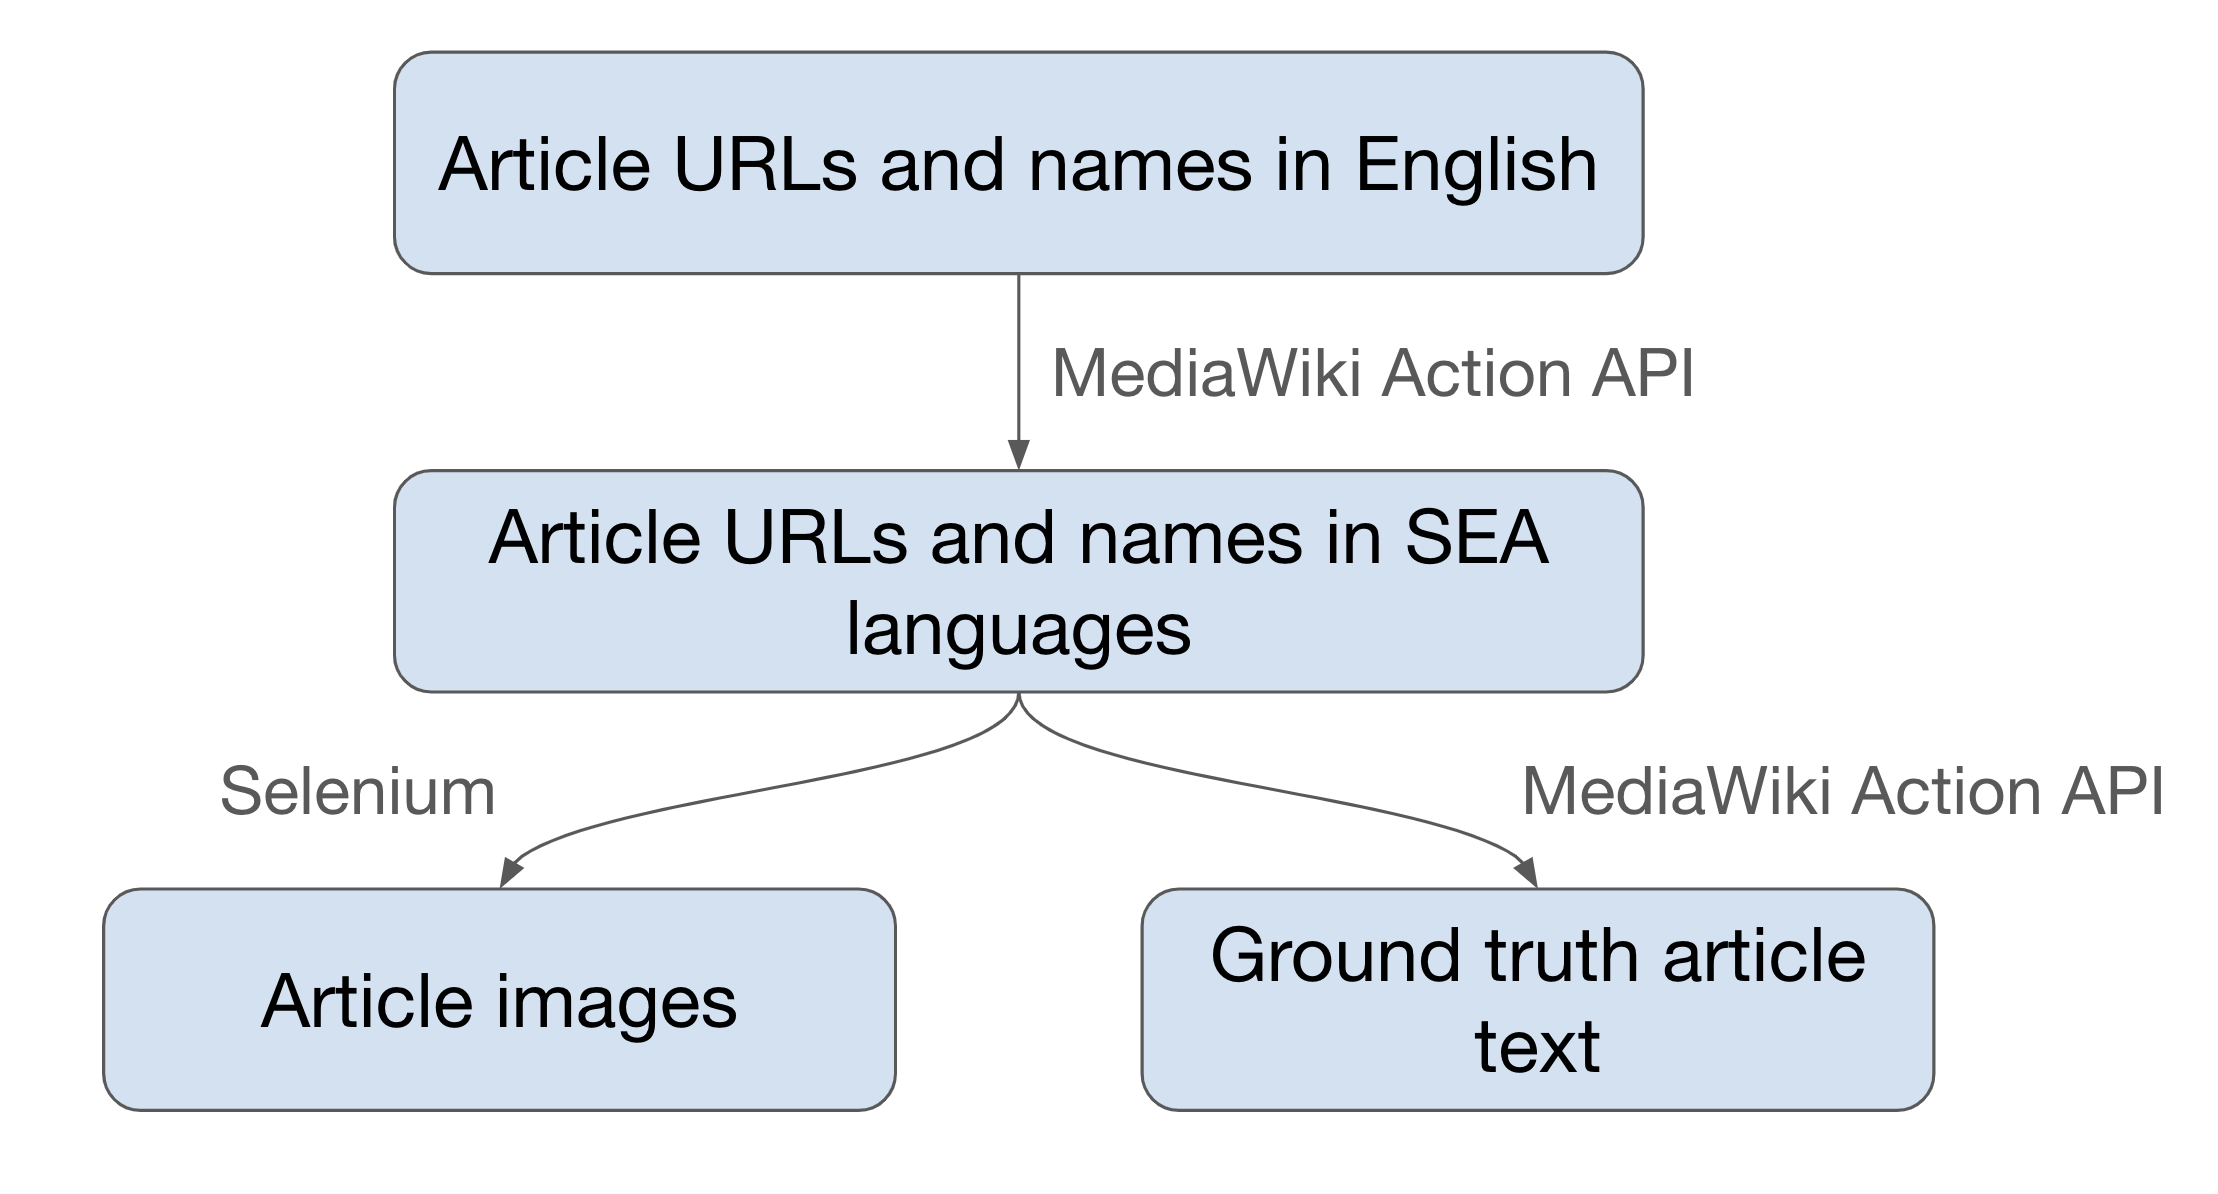 Article URLs and names in English
MediaWiki Action API
Article URLs and names in SEA
languages
Selenium
MediaWiki Action API
Article images
Ground truth article
text